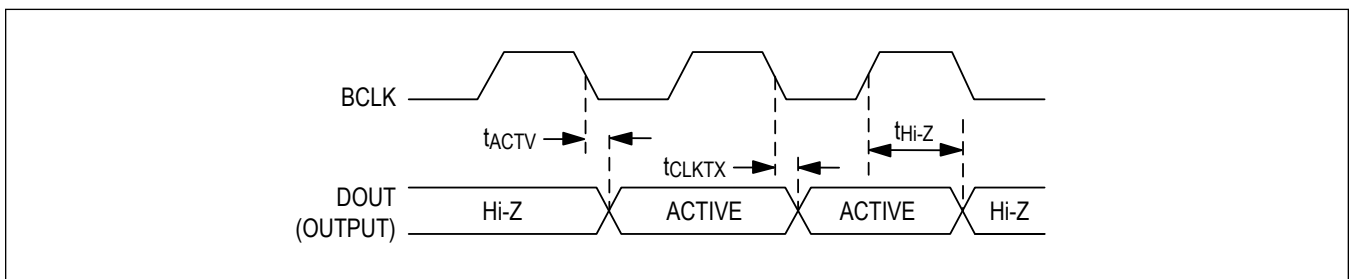 BCLK
tACTV
tHi-Z
tCLKTX
DOUT
(OUTPUT)
Hi-Z
ACTIVE
ACTIVE
Hi-Z